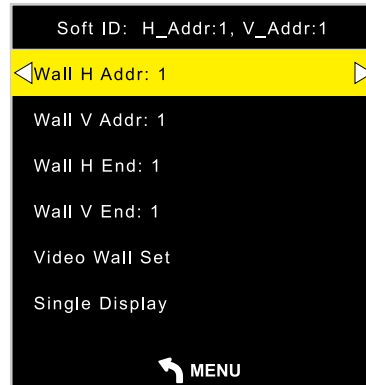 Soft ID: H_Addr:1, V_Addr:1
Wall H Addr: 1
Wall V Addr: 1
Wall H End: 1
Wall V End: 1
Video Wall Set
Single Display
MENU